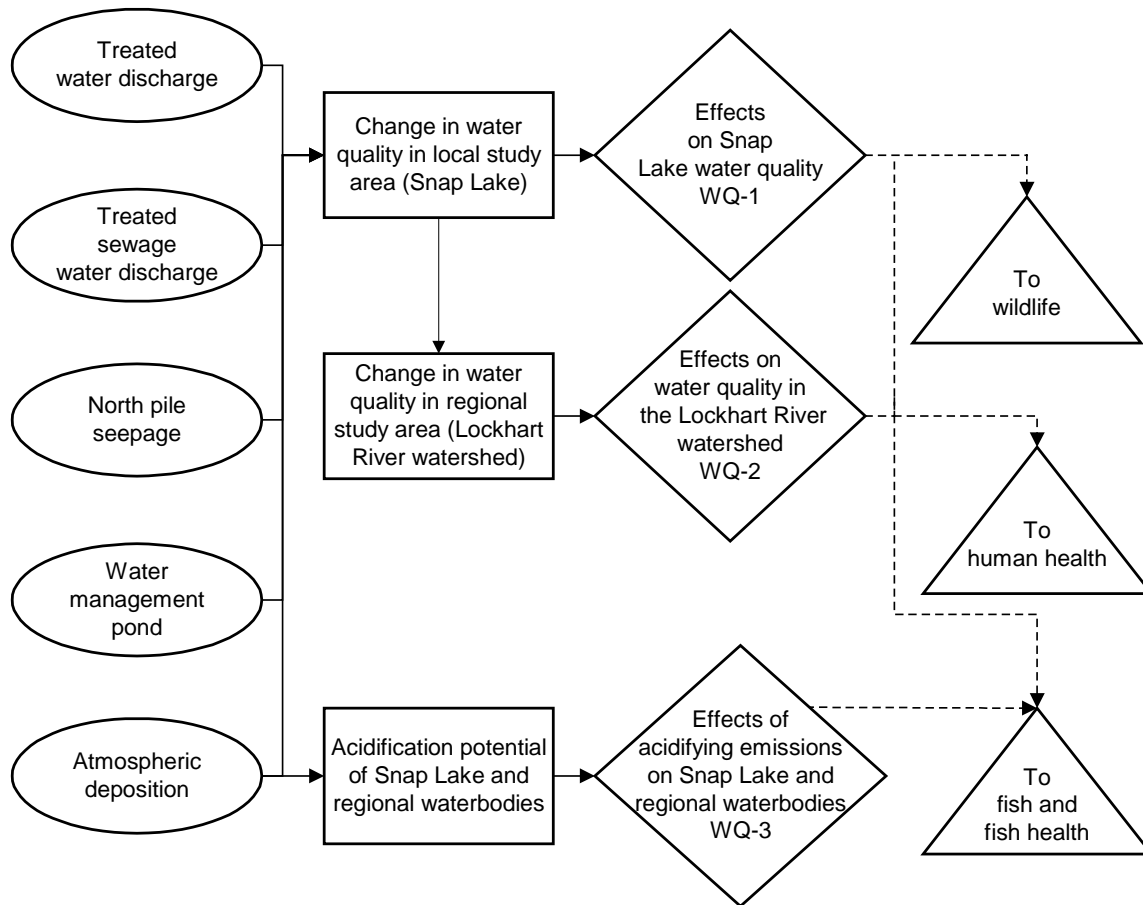 Treated
water discharge
Treated
sewage
water discharge
North pile
seepage
Water
management
pond
Atmospheric
deposition
Change in water
quality in local study
area (Snap Lake)
Change in water
quality in regional
study area (Lockhart
River watershed)
Acidification potential
of Snap Lake and
regional waterbodies
Effects
on Snap
Lake water quality
WQ-1
Effects on
water quality in
the Lockhart River
watershed
WQ-2
Effects of
acidifying emissions
on Snap Lake and
regional waterbodies
WQ-3
To
wildlife
To
human health
To
fish and
fish health